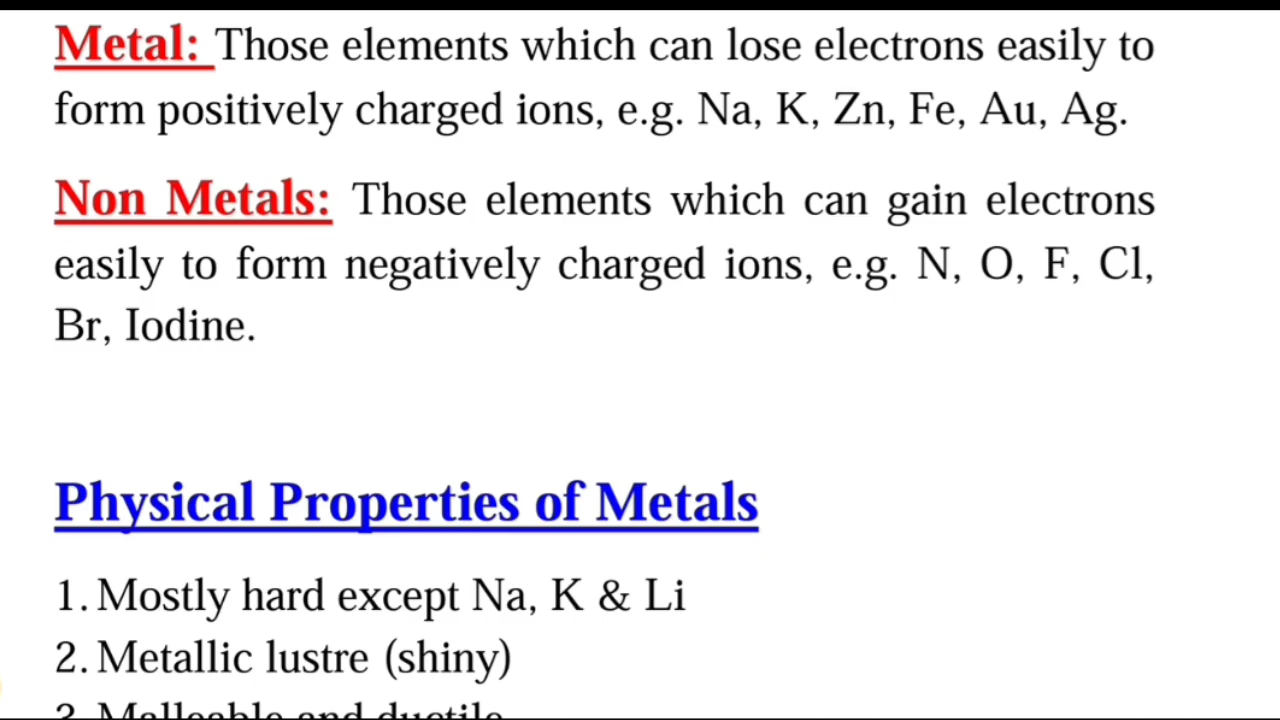 Metal: Those elements which can lose electrons easily to
form positively charged ions, e.g. Na, K, Zn, Fe, Au, Ag.
Non Metals: Those elements which can gain electrons
easily to form negatively charged ions, e.g. N, O, F, Cl,
Br, Iodine.
Physical Properties of Metals
1. Mostly hard except Na, K & Li
2. Metallic lustre (shiny)
3. Malleable and ductile